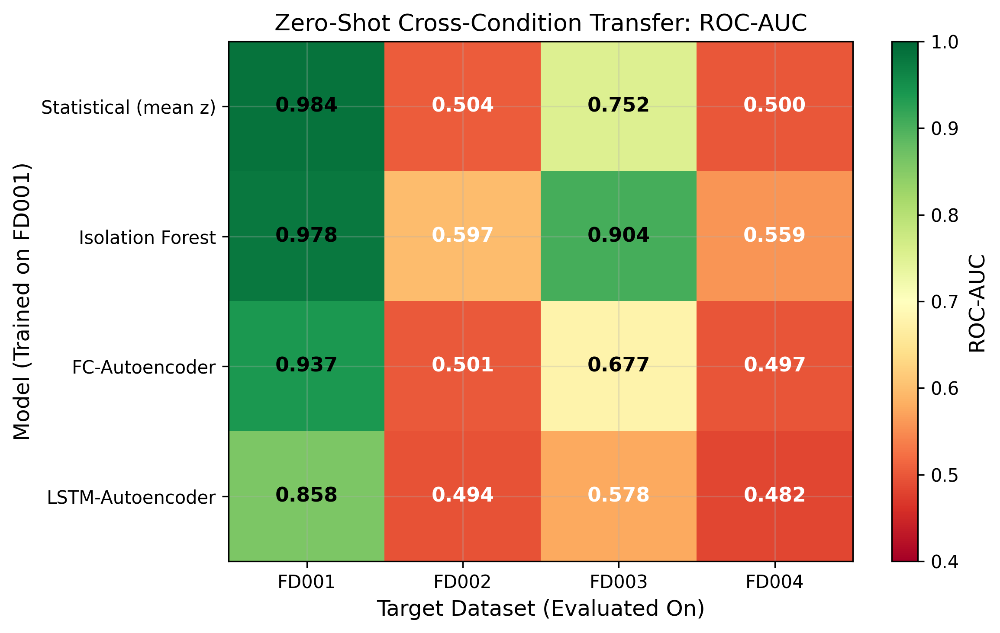 Zero-Shot Cross-Condition Transfer: ROC-AUC
Model (Trained on FD001)
Statistical (mean z)
0.984 0.504 0.752 0.500
Isolation Forest
0.978 0.597 0.904 0.559
FC-Autoencoder
0.937 0.501 0.677 0.497
LSTM-Autoencoder
0.858 0.494 0.578 0.482
FD001 FD002 FD003 FD004
Target Dataset (Evaluated On)
1.0
0.9
0.8
0.7
0.6
0.5
0.4
ROC-AUC